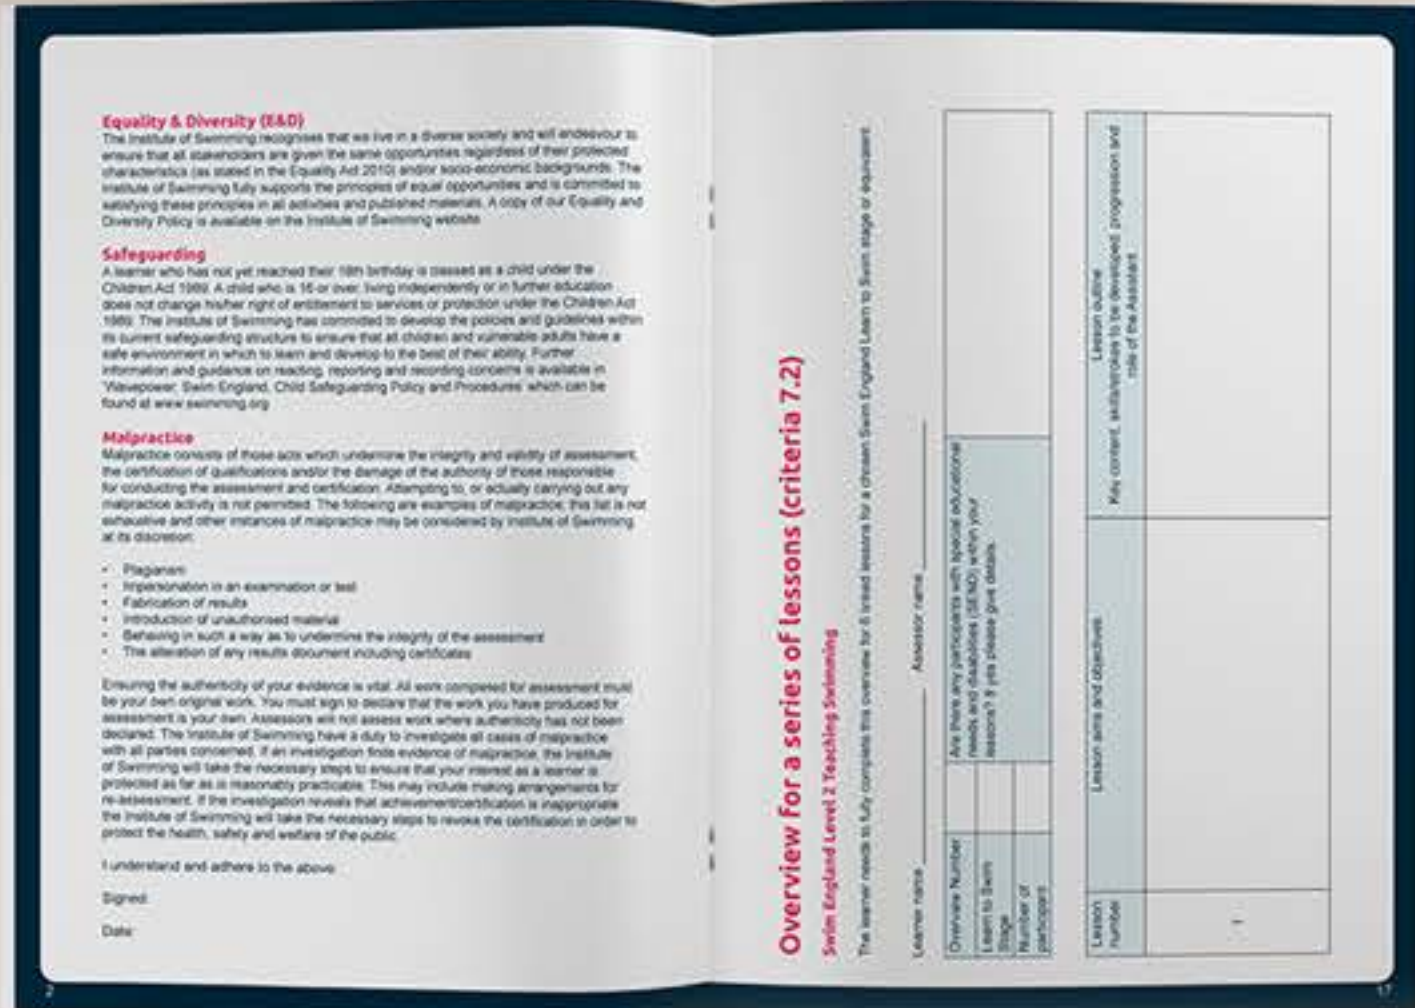 Equality & Diversity (E&D)
The Institute of Swimming recognises that we live in a diverse society and will endeavour to
ensure that all stakeholders are given the same opportunities regardless of their protected
characteristics (as stated in the Equality Act 2010) and/or socio-economic backgrounds. The
Institute of Swimming fully supports the principles of equal opportunities and is committed to
satisfying these principles in all activities and published materials. A copy of our Equality and
Diversity Policy is available on the Institute of Swimming website.
Safeguarding
A learner who has not yet reached their 18th birthday is classed as a child under the
Children Act 1989. A child who is 16 or over, living independently or in further education
does not change his/her right of entitlement to services or protection under the Children Act
1989. The Institute of Swimming has committed to develop the policies and guidelines within
its current safeguarding structure to ensure that all children and vulnerable adults have a
safe environment in which to learn and develop to the best of their ability. Further
information and guidance on reacting, reporting and recording concerns is available in
'Wavepower: Swim England, Child Safeguarding Policy and Procedures' which can be
found at www.swimming.org
Malpractice
Malpractice consists of those acts which undermine the integrity and validity of assessment,
the certification of qualifications and/or the damage of the authority of those responsible
for conducting the assessment and certification. Attempting to, or actually carrying out any
malpractice activity is not permitted. The following are examples of malpractice; this list is not
exhaustive and other instances of malpractice may be considered by Institute of Swimming
at its discretion:
• Plagiarism
• Impersonation in an examination or test
• Fabrication of results
• Introduction of unauthorised material
• Behaving in such a way as to undermine the integrity of the assessment
• The alteration of any results document including certificates
Ensuring the authenticity of your evidence is vital. All work completed for assessment must
be your own original work. You must sign to declare that the work you have produced for
assessment is your own. Assessors will not assess work where authenticity has not been
declared. The Institute of Swimming have a duty to investigate all cases of malpractice
with all parties concerned. If an investigation finds evidence of malpractice, the Institute
of Swimming will take the necessary steps to ensure that your interest as a learner is
protected as far as is reasonably practicable. This may include making arrangements for
re-assessment. If the investigation reveals that achievement/certification is inappropriate
the Institute of Swimming will take the necessary steps to revoke the certification in order to
protect the health, safety and welfare of the public.
I understand and adhere to the above.
Signed:
Date:
2
Overview for a series of lessons (criteria 7.2)
Swim England Level 2 Teaching Swimming
The learner needs to fully complete this overview for 6 linked lessons for a chosen Swim England Learn to Swim stage or equivalent.
Learner name Assessor name
Overview Number
Learn to Swim
Stage
Number of
participant
Are there any participants with special educational
needs and disabilities (SEND) within your
lessons? If yes please give details.
Lesson
number
Lesson aims and objectives
Lesson outline
Key content, skills/strokes to be developed, progression and
role of the Assistant
1
17